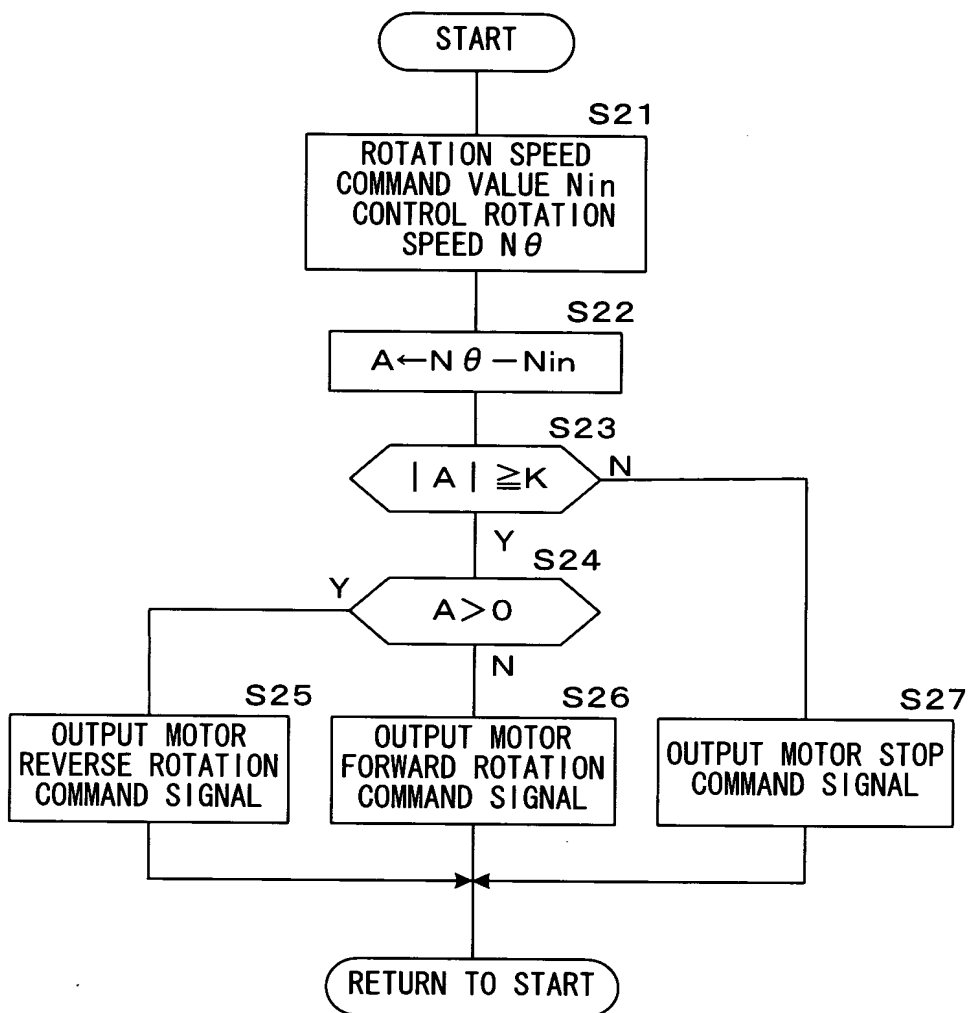 START
S21
ROTATION SPEED
COMMAND VALUE Nin
CONTROL ROTATION
SPEED Nθ
S22
A←Nθ−Nin
S23
|A|≧K
N
Y
S24
Y
A>0
N
S25
OUTPUT MOTOR
REVERSE ROTATION
COMMAND SIGNAL
S26
OUTPUT MOTOR
FORWARD ROTATION
COMMAND SIGNAL
S27
OUTPUT MOTOR STOP
COMMAND SIGNAL
RETURN TO START